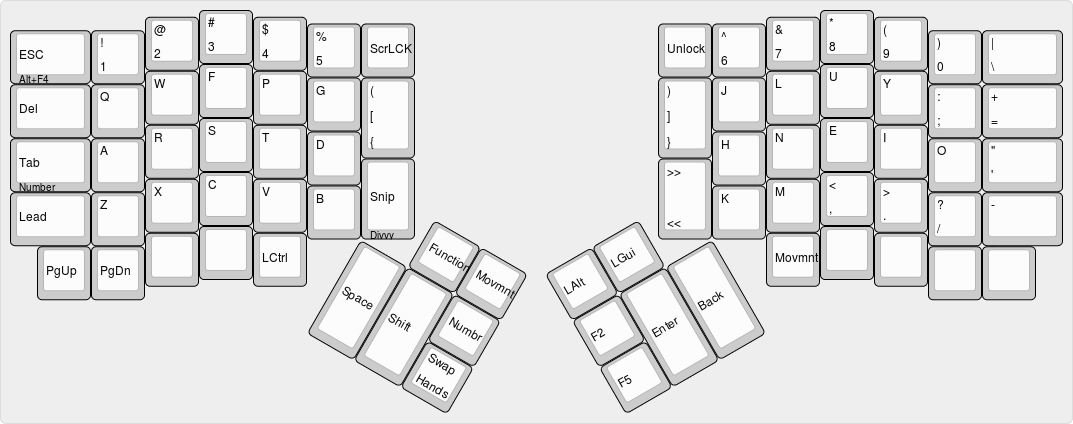 ESC
Alt+F4
!
1
@
2
#
3
$
4
%
5
ScrLCK
Del
Q
W
F
P
G
(
[
{
Tab
Number
A
R
S
T
D
Snip
Divvy
Lead
Z
X
C
V
B
PgUp
PgDn
LCtrl
Function
Movmnt
Space
Shift
Numbr
Swap
Hands
Unlock
^
6
&
7
*
8
(
9
)
0
|
\
)
]
}
J
L
U
Y
:
;
+
=
>>
<<
H
N
E
I
O
"
'
K
M
<
,
>
.
?
/
-
Movmnt
LAlt
LGui
F2
Enter
Back
F5